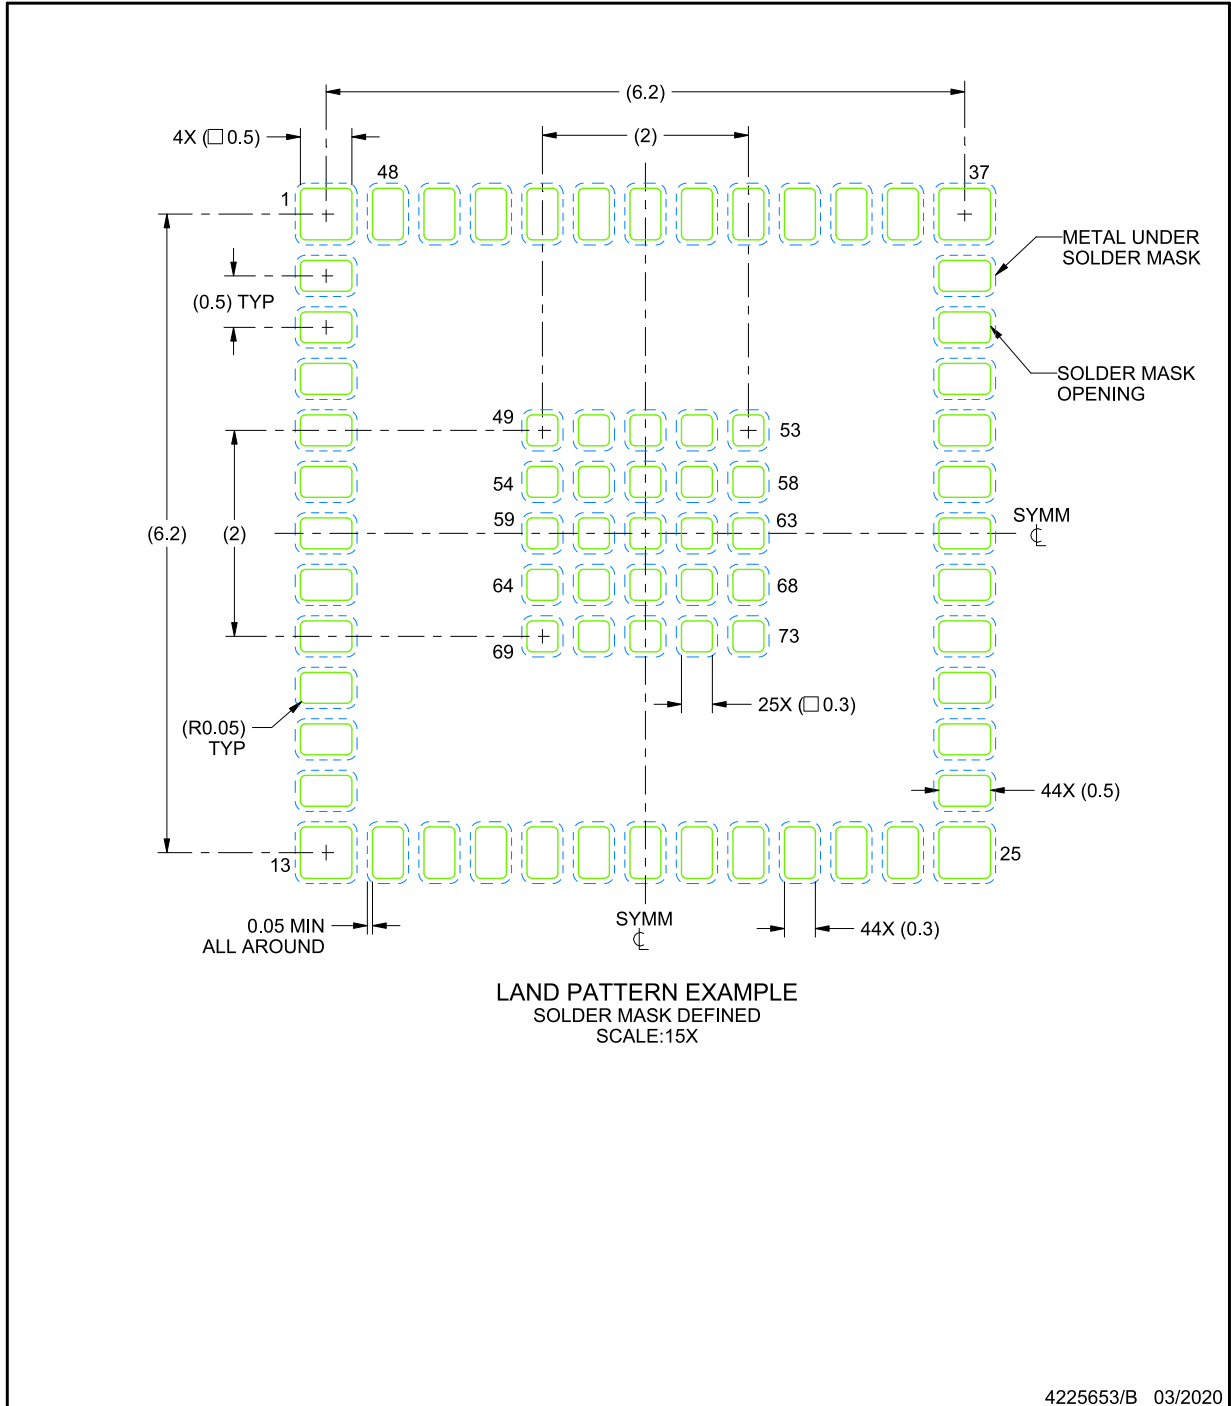 (6.2)
4X (□ 0.5)
(2)
48
37
1
METAL UNDER
SOLDER MASK
(0.5) TYP
SOLDER MASK
OPENING
49
53
54
58
59
63
SYMM
℄
(6.2)
(2)
64
68
69
73
25X (□ 0.3)
(R0.05)
TYP
44X (0.5)
13
25
0.05 MIN
ALL AROUND
SYMM
℄
44X (0.3)
LAND PATTERN EXAMPLE
SOLDER MASK DEFINED
SCALE:15X
4225653/B 03/2020